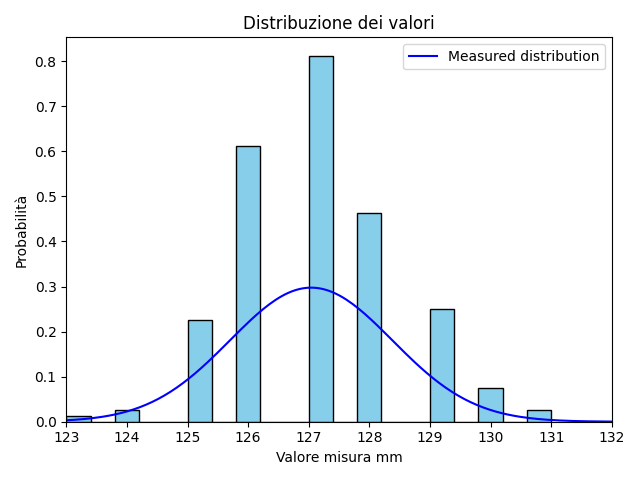 Distribuzione dei valori
Measured distribution
Probabilità
0.8
0.7
0.6
0.5
0.4
0.3
0.2
0.1
0.0
123 124 125 126 127 128 129 130 131 132
Valore misura mm